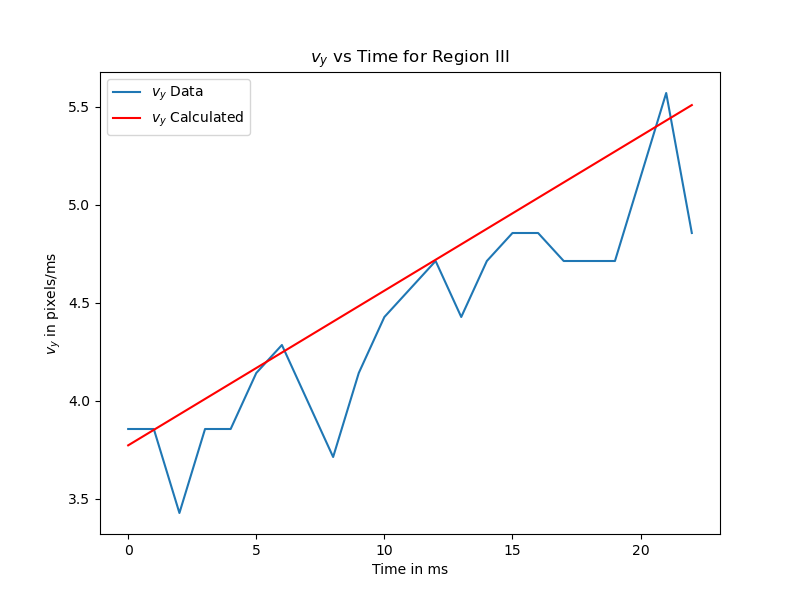 v_y vs Time for Region III
v_y Data
v_y Calculated
5.5
5.0
4.5
4.0
3.5
v_y in pixels/ms
0 5 10 15 20
Time in ms